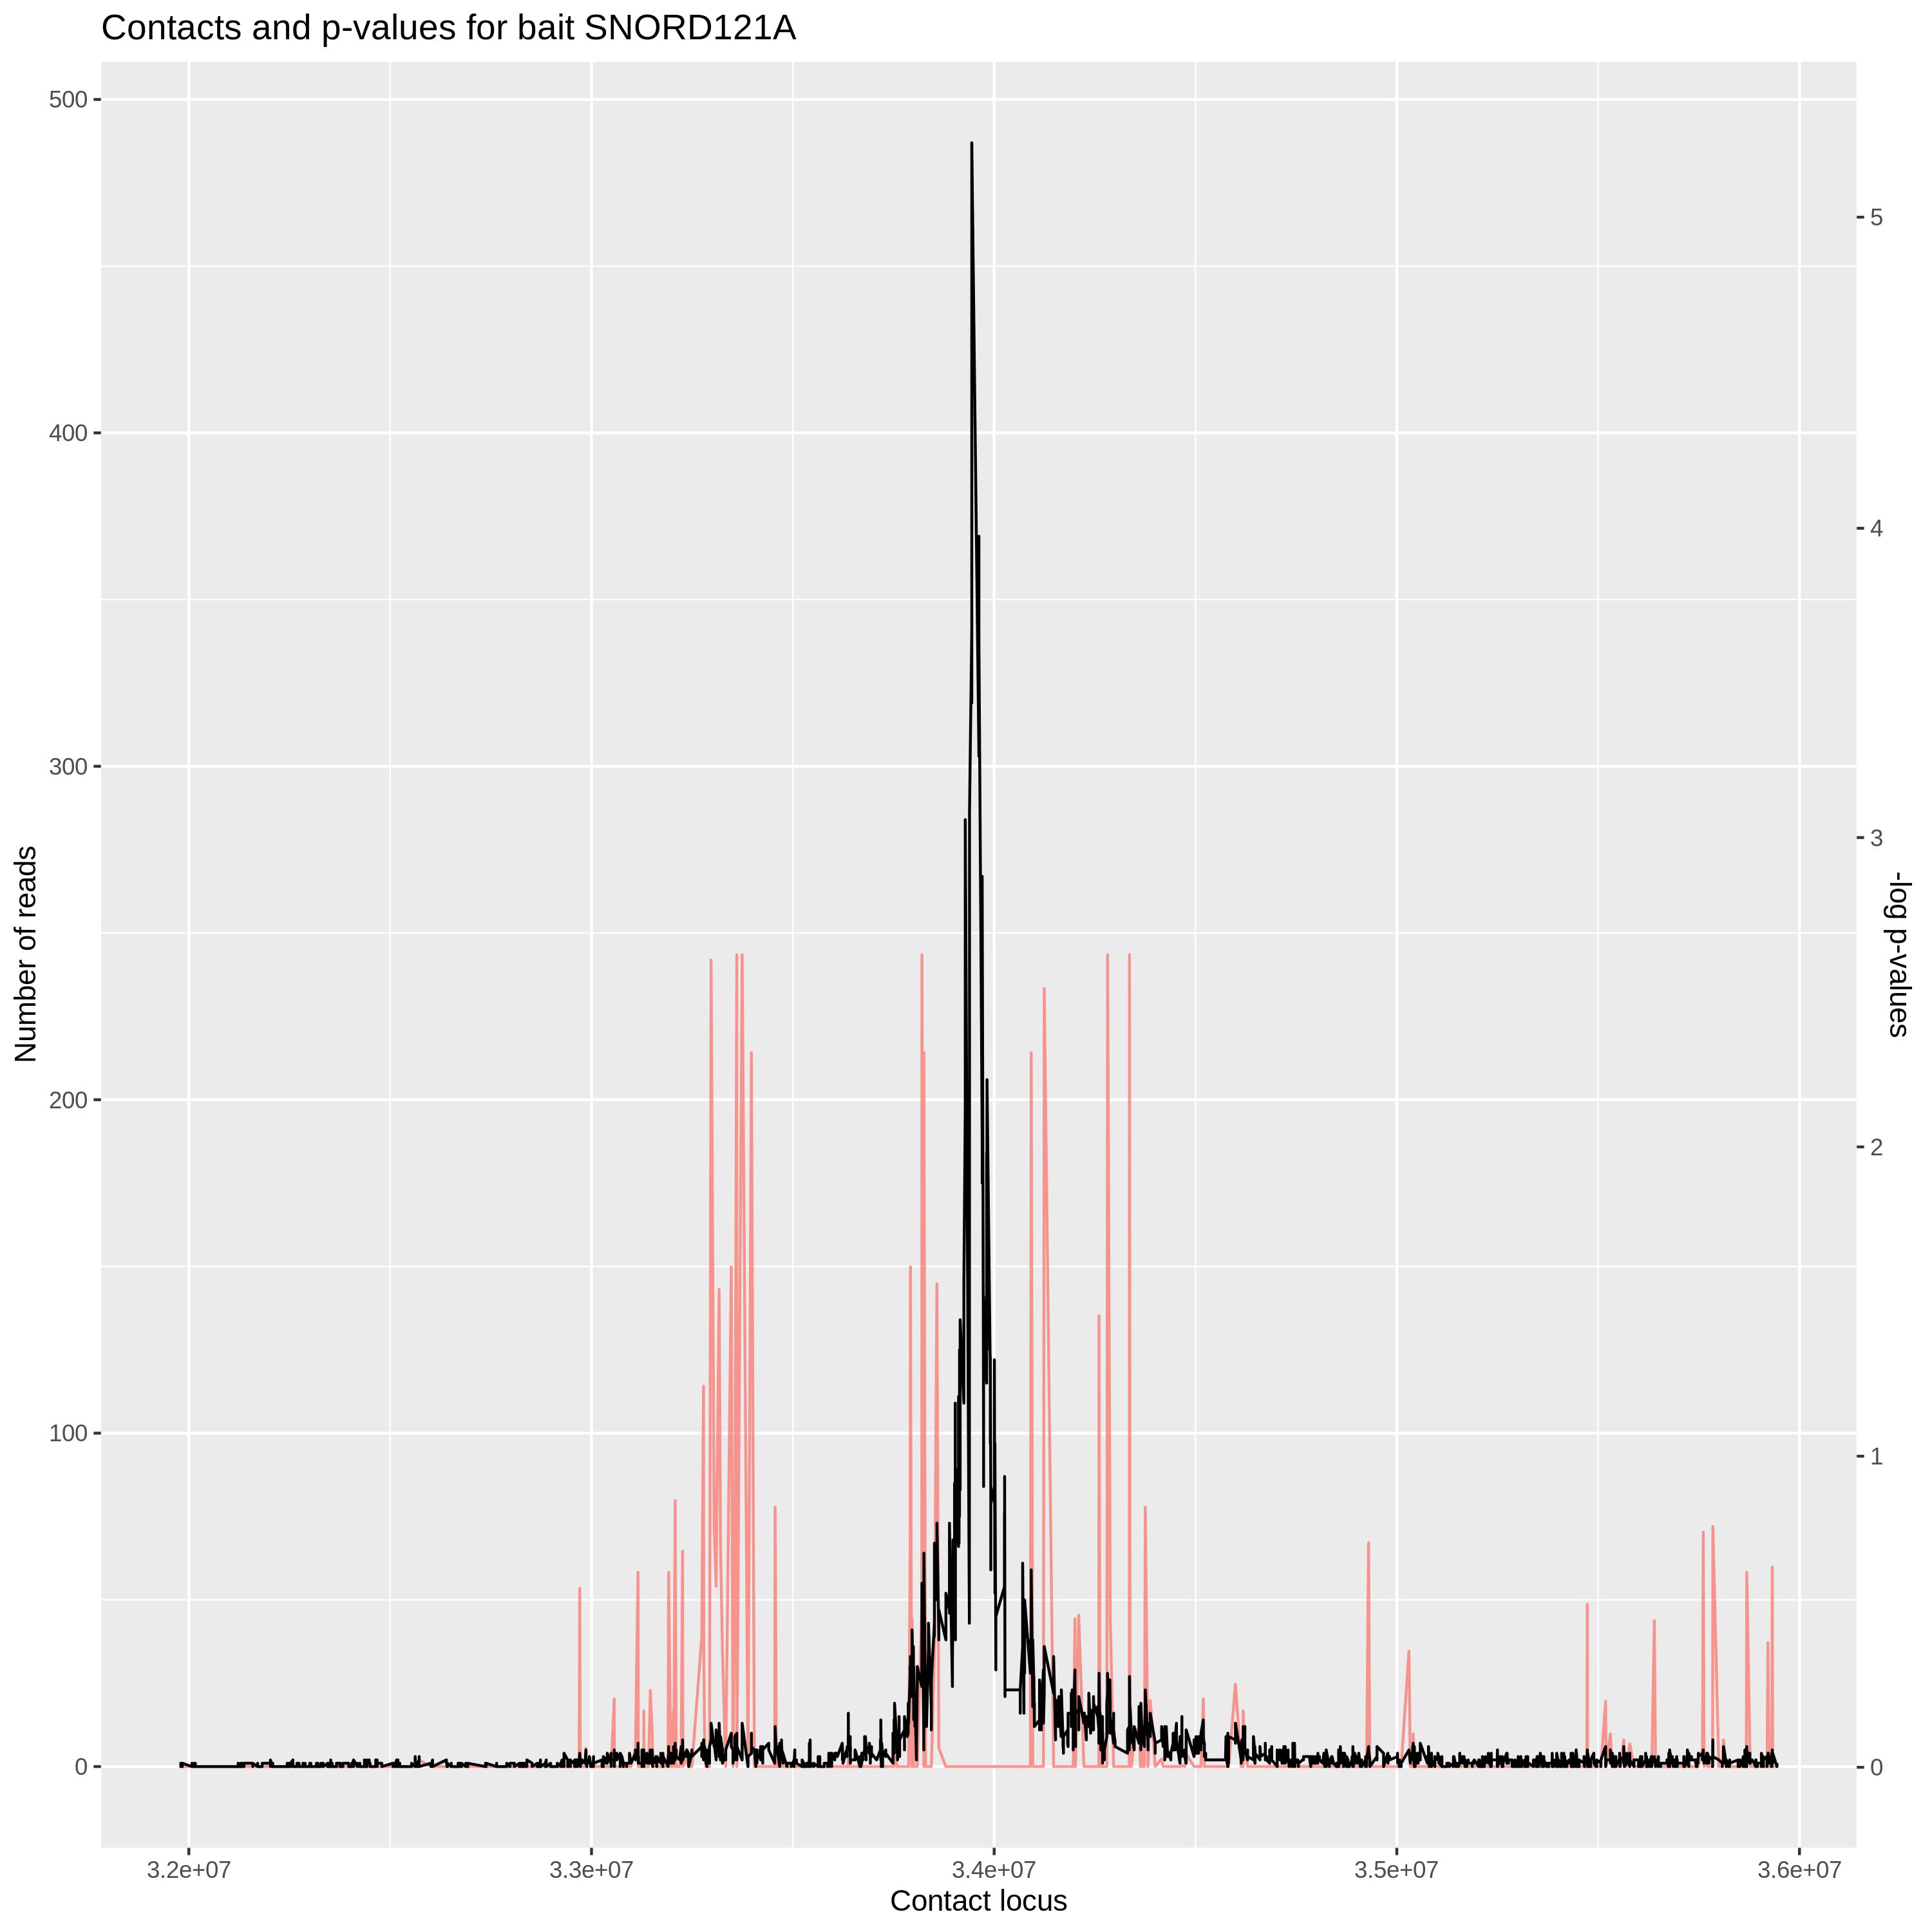 Contacts and p-values for bait SNORD121A
500
400
300
200
100
0
Number of reads
5
4
3
2
1
0
-log p-values
3.2e+07 3.3e+07 3.4e+07 3.5e+07 3.6e+07
Contact locus